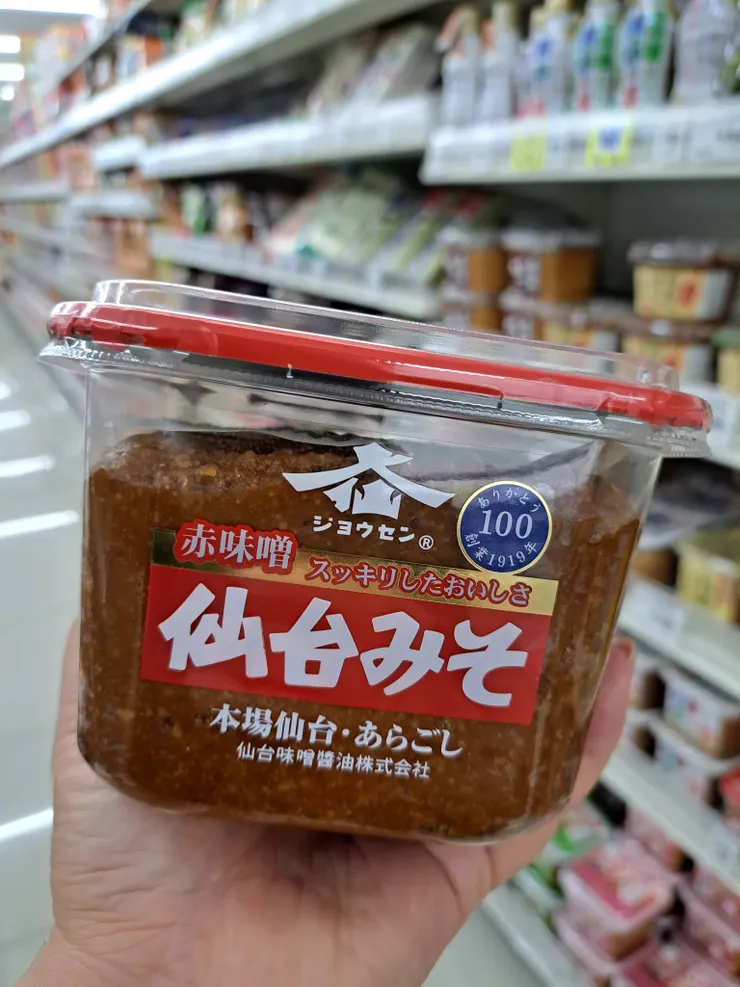 仙
ジョウセン®
ありがとう
100
創業1919年
赤味噌
スッキリしたおいしさ
仙台みそ
本場仙台・あらごし
仙台味噌醬油株式会社